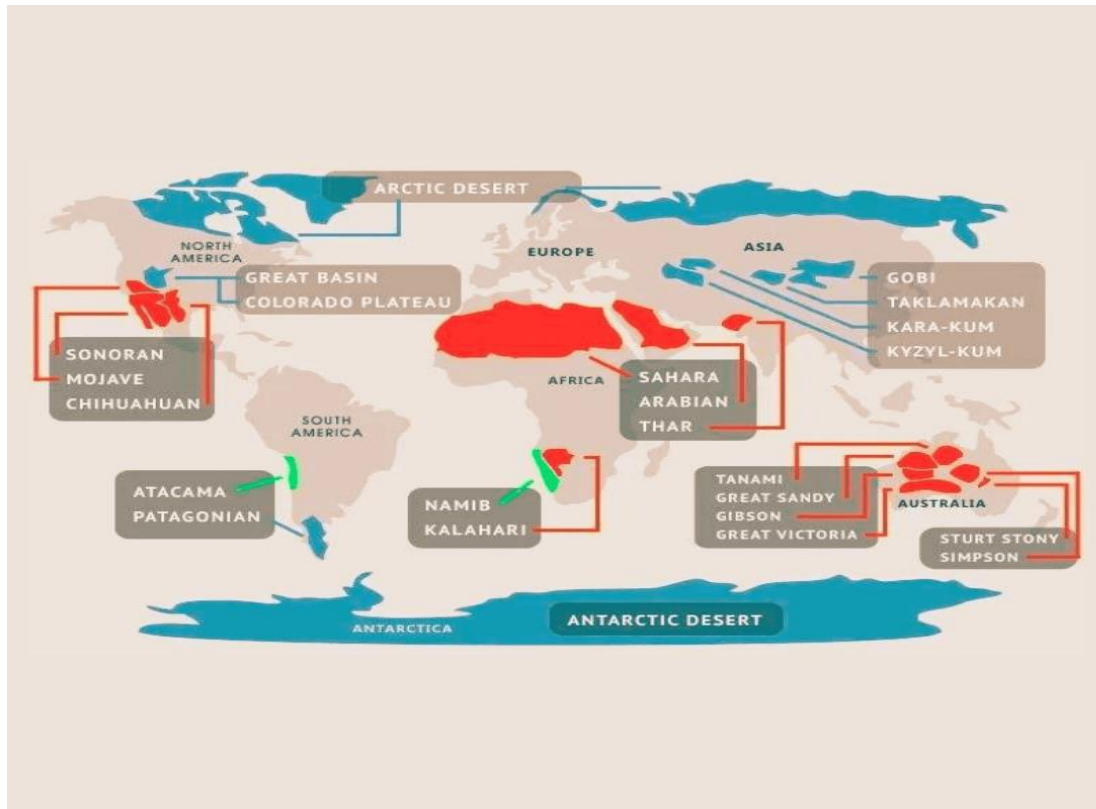 ARCTIC DESERT
NORTH
AMERICA
EUROPE
ASIA
GREAT BASIN
COLORADO PLATEAU
GOBI
TAKLAMAKAN
KARA-KUM
KYZYL-KUM
SONORAN
MOJAVE
CHIHUAHUAN
AFRICA
SAHARA
ARABIAN
THAR
SOUTH
AMERICA
ATACAMA
PATAGONIAN
NAMIB
KALAHARI
TANAMI
GREAT SANDY
GIBSON
GREAT VICTORIA
AUSTRALIA
STURT STONY
SIMPSON
ANTARCTICA
ANTARCTIC DESERT